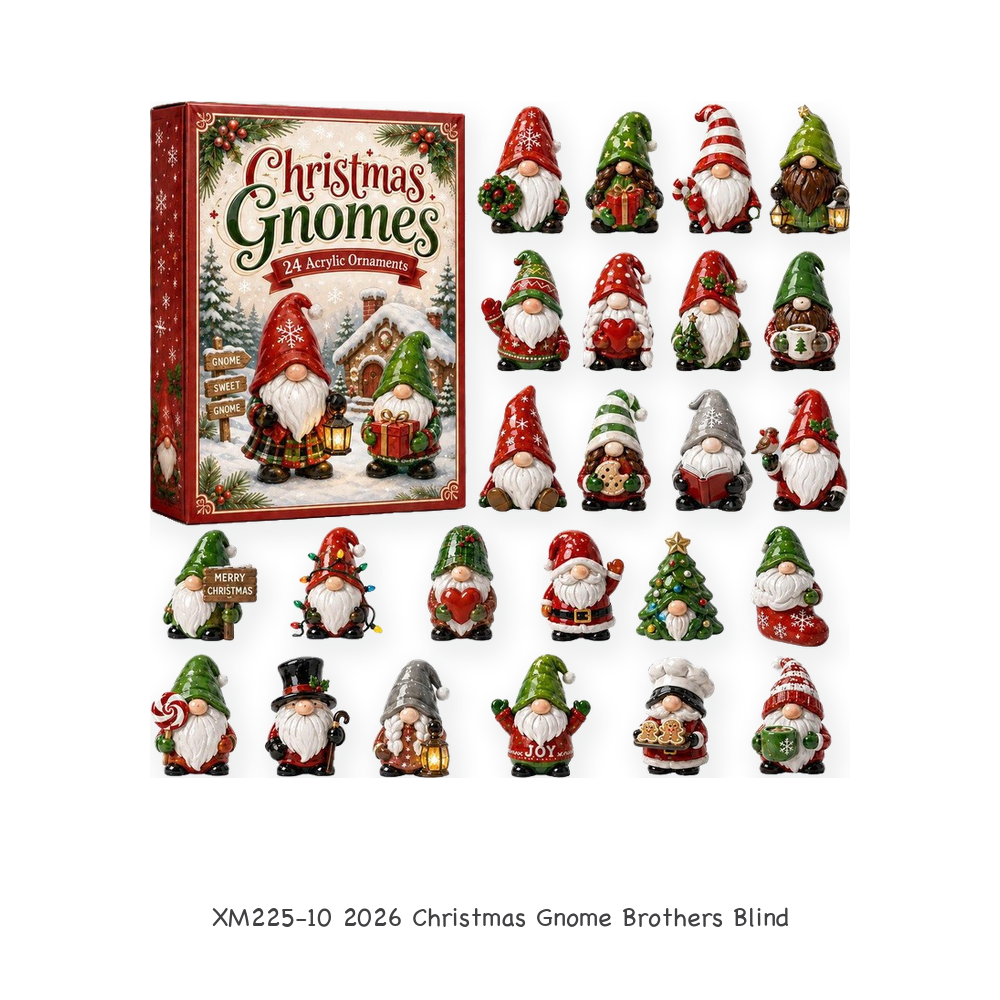 Christmas
Gnomes
24 Acrylic Ornaments
GNOME
SWEET
GNOME
MERRY
CHRISTMAS
JOY
XM225-10 2026 Christmas Gnome Brothers Blind